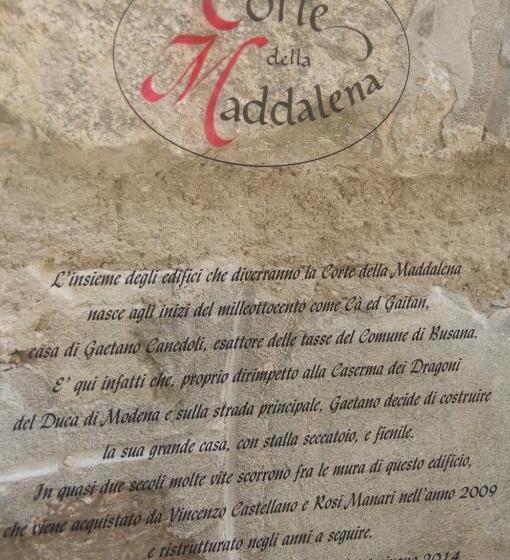 Corte
della
Maddalena
L'insieme degli edifici che diverranno la Corte della Maddalena
nasce agli inizi del milleottocento come Cà ed Gaitan,
casa di Gaetano Canedoli, esattore delle tasse del Comune di Busana.
E' qui infatti che, proprio dirimpetto alla Caserma dei Dragoni
del Duca di Modena e sulla strada principale, Gaetano decide di costruire
la sua grande casa, con stalla seccatoio, e fienile.
In quasi due secoli molte vite scorrono fra le mura di questo edificio,
che viene acquistato da Vincenzo Castellano e Rosi Manari nell'anno 2009
e ristrutturato negli anni a seguire.
2014